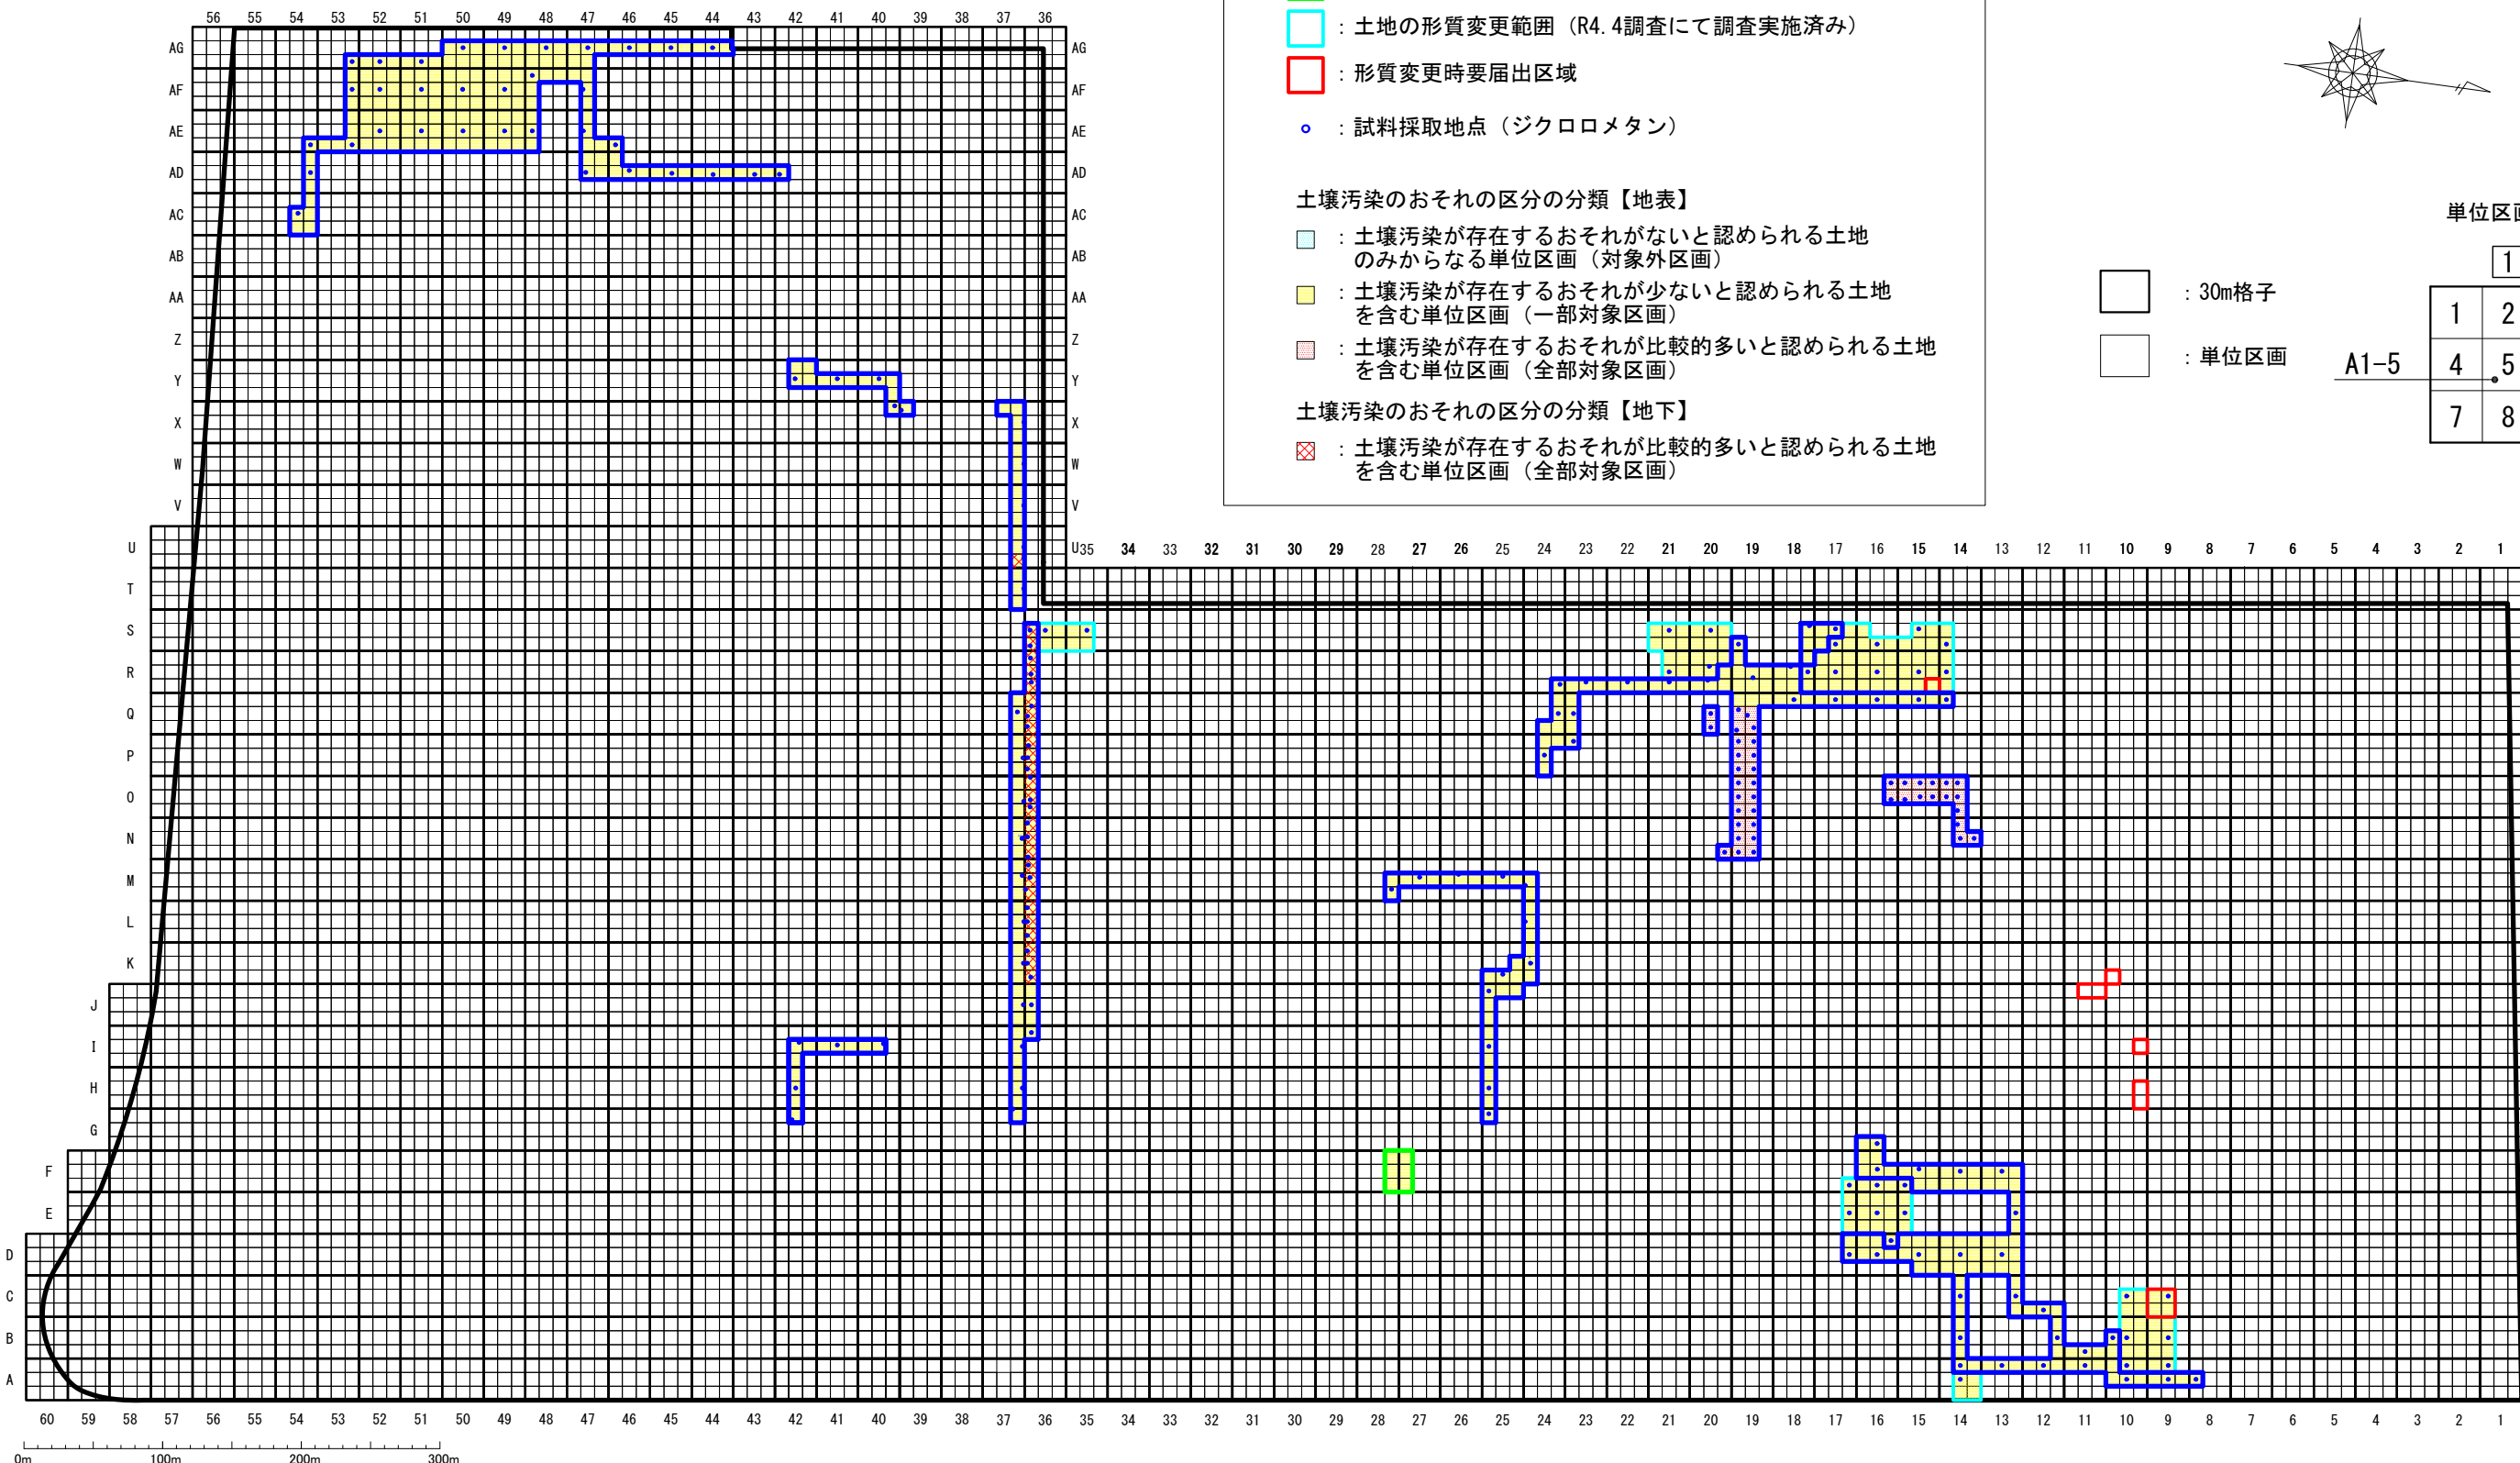 56 55 54 53 52 51 50 49 48 47 46 45 44 43 42 41 40 39 38 37 36
AG AG
AF AF
AE AE
AD AD
AC AC
AB AB
AA AA
Z Z
Y Y
X X
W W
V V
：土地の形質変更範囲（R4.4調査にて調査実施済み）
：形質変更時要届出区域
：試料採取地点（ジクロロメタン）
土壌汚染のおそれの区分の分類【地表】
：土壌汚染が存在するおそれがないと認められる土地
のみからなる単位区画（対象外区画）
：土壌汚染が存在するおそれが少ないと認められる土地
を含む単位区画（一部対象区画）
：土壌汚染が存在するおそれが比較的多いと認められる土地
を含む単位区画（全部対象区画）
土壌汚染のおそれの区分の分類【地下】
：土壌汚染が存在するおそれが比較的多いと認められる土地
を含む単位区画（全部対象区画）
：30m格子
：単位区画
単位区
1
1 2
A1-5 4 5
7 8
U U 35 34 33 32 31 30 29 28 27 26 25 24 23 22 21 20 19 18 17 16 15 14 13 12 11 10 9 8 7 6 5 4 3 2 1
T
S
R
Q
P
O
N
M
L
K
J
I
H
G
F
E
D
C
B
A
60 59 58 57 56 55 54 53 52 51 50 49 48 47 46 45 44 43 42 41 40 39 38 37 36 35 34 33 32 31 30 29 28 27 26 25 24 23 22 21 20 19 18 17 16 15 14 13 12 11 10 9 8 7 6 5 4 3 2 1
0m 100m 200m 300m